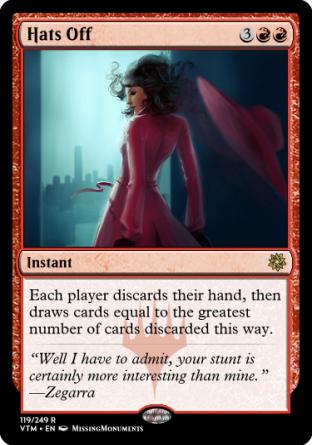 Hats Off 3
Instant
Each player discards their hand, then
draws cards equal to the greatest
number of cards discarded this way.
“Well I have to admit, your stunt is
certainly more interesting than mine.”
—Zegarra
119/249 R
VTM • EN MissingMonuments